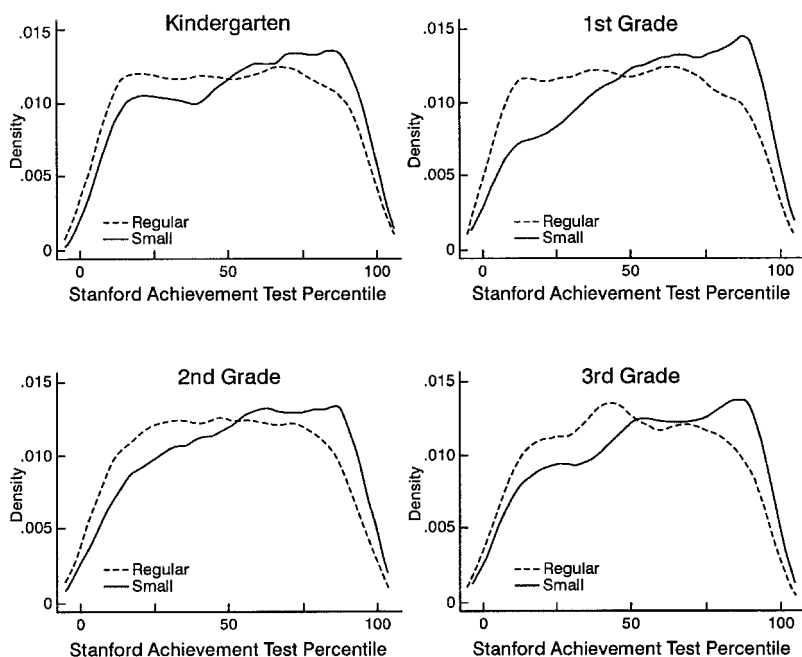 Kindergarten
.015
.010
.005
0
Density
Regular
Small
0
50
100
Stanford Achievement Test Percentile
1st Grade
.015
.010
.005
0
Density
Regular
Small
0
50
100
Stanford Achievement Test Percentile
2nd Grade
.015
.010
.005
0
Density
Regular
Small
0
50
100
Stanford Achievement Test Percentile
3rd Grade
.015
.010
.005
0
Density
Regular
Small
0
50
100
Stanford Achievement Test Percentile